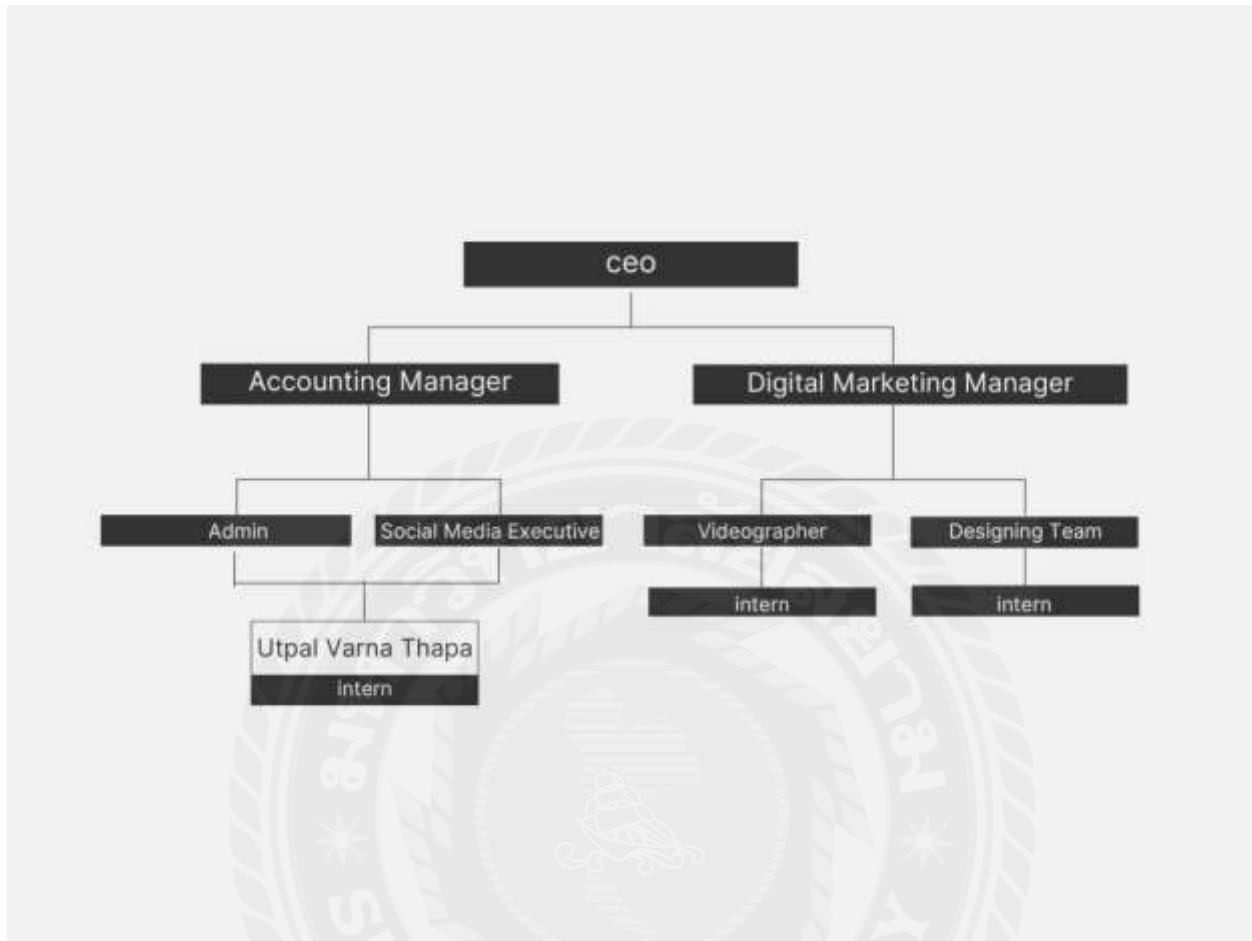 ceo
Accounting Manager
Digital Marketing Manager
Admin
Social Media Executive
Videographer
Designing Team
intern
intern
Utpal Varna Thapa
intern